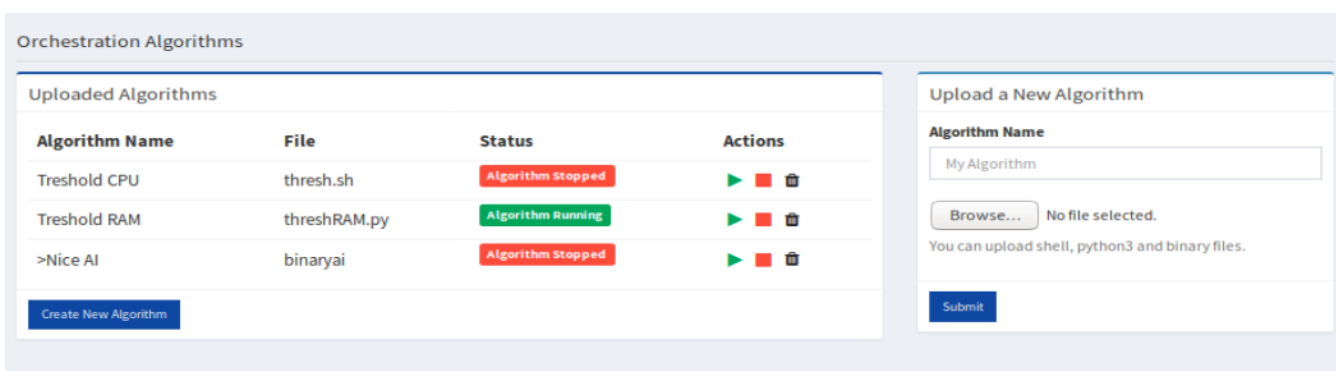 Orchestration Algorithms
Uploaded Algorithms
Algorithm Name File Status Actions
Treshold CPU thresh.sh Algorithm Stopped
Treshold RAM threshRAM.py Algorithm Running
>Nice AI binaryai Algorithm Stopped
Create New Algorithm
Upload a New Algorithm
Algorithm Name
My Algorithm
Browse... No file selected.
You can upload shell, python3 and binary files.
Submit